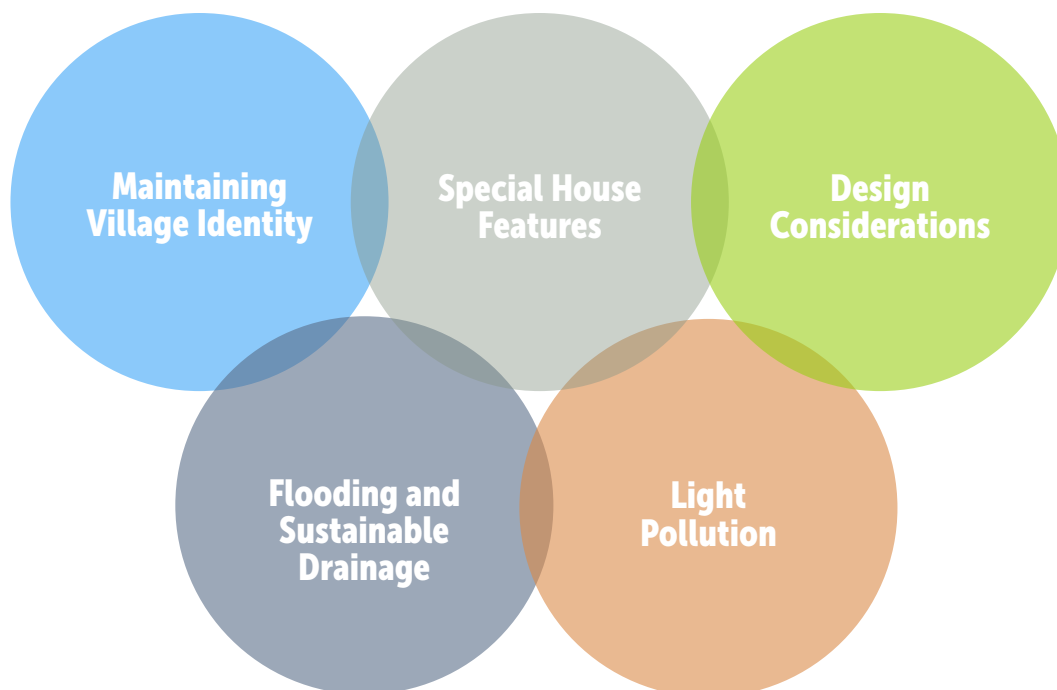 Maintaining
Village Identity
Special House
Features
Design
Considerations
Flooding and
Sustainable
Drainage
Light
Pollution